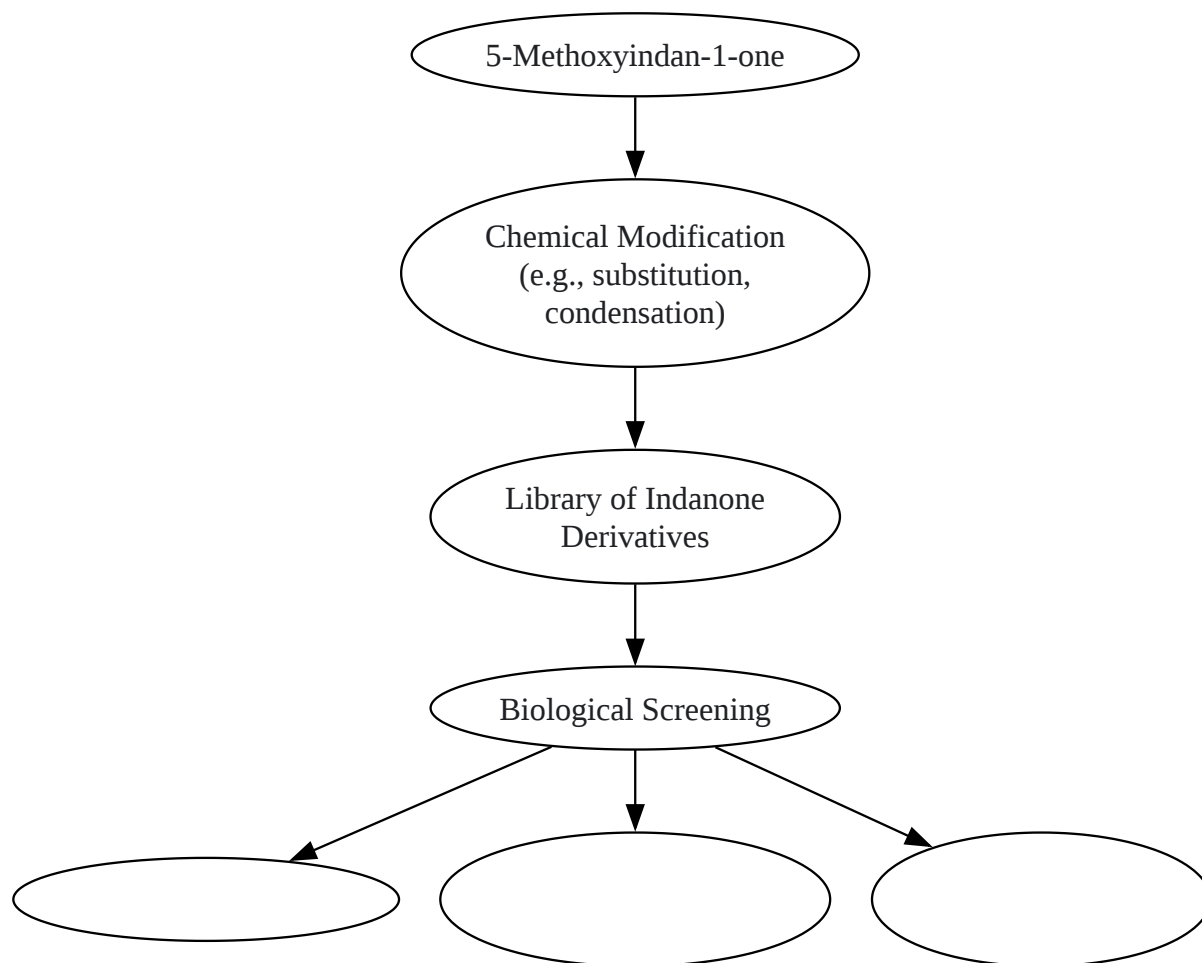 5-Methoxyindan-1-one
Chemical Modification
(e.g., substitution,
condensation)
Library of Indanone
Derivatives
Biological Screening